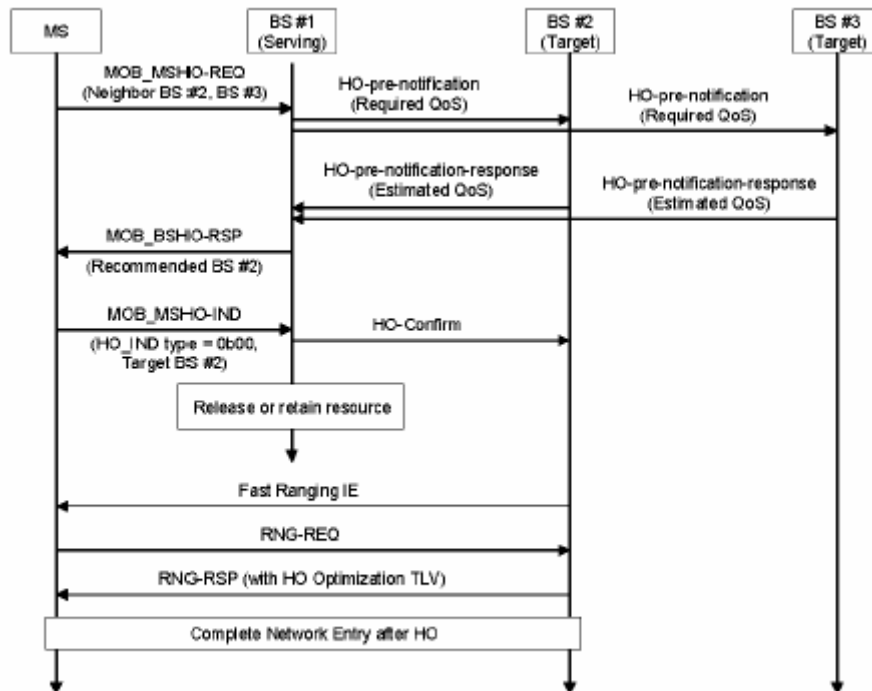 MS
BS #1
(Serving)
BS #2
(Target)
BS #3
(Target)
MOB_MSHO-REQ
(Neighbor BS #2, BS #3)
HO-pre-notification
(Required QoS)
HO-pre-notification
(Required QoS)
HO-pre-notification-response
(Estimated QoS)
HO-pre-notification-response
(Estimated QoS)
MOB_BSHO-RSP
(Recommended BS #2)
MOB_MSHO-IND
(HO_IND type = 0b00,
Target BS #2)
HO-Confirm
Release or retain resource
Fast Ranging IE
RNG-REQ
RNG-RSP (with HO Optimization TLV)
Complete Network Entry after HO